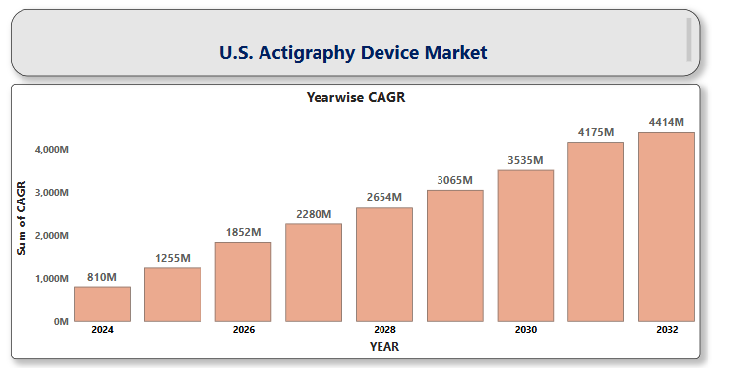 U.S. Actigraphy Device Market
Yearwise CAGR
4414M
4175M
4,000M
3535M
3065M
3,000M
2654M
2280M
Sum of CAGR
2,000M
1852M
1255M
1,000M
810M
0M
2024
2026
2028
2030
2032
YEAR